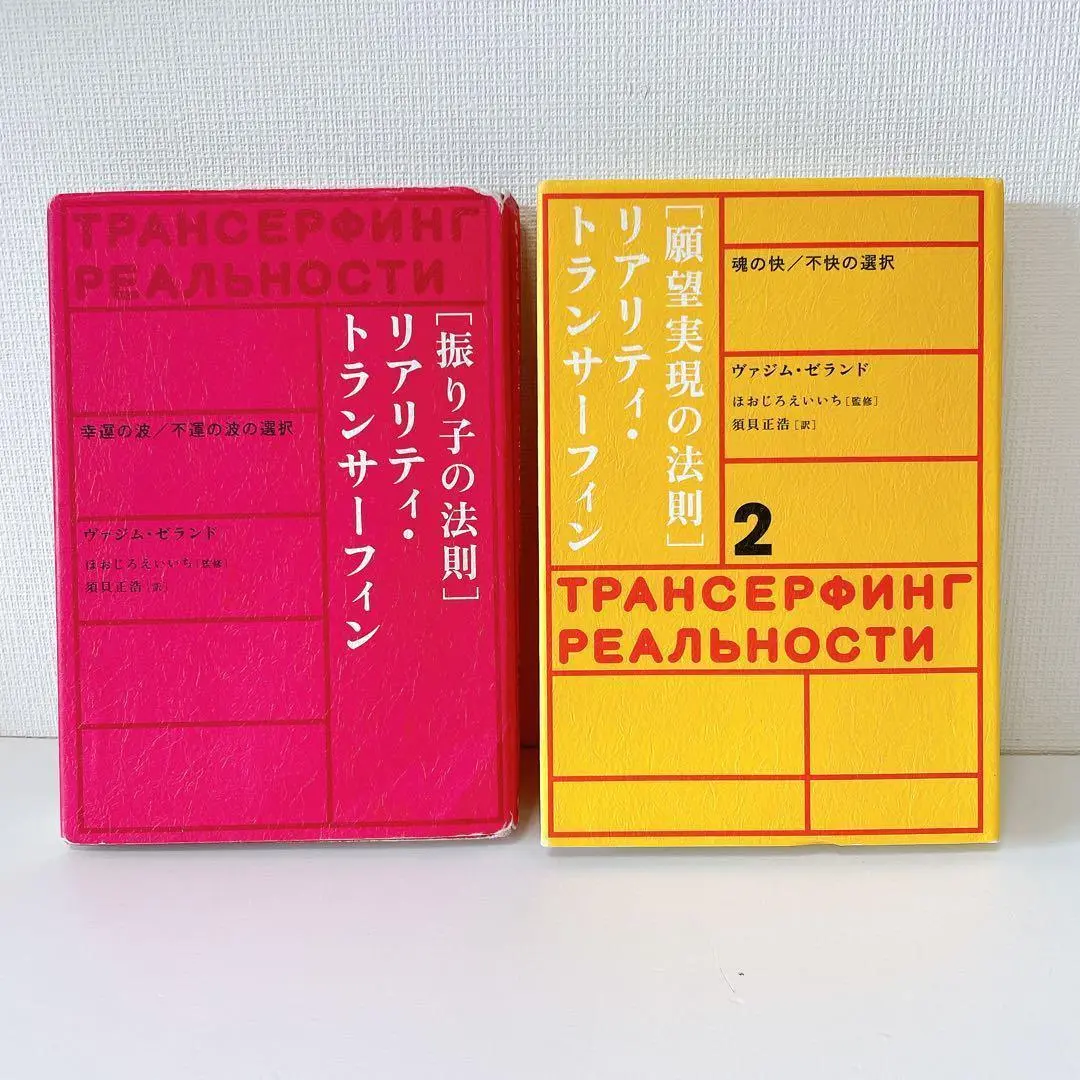 ТРАНСЕРФИНГ
РЕАЛЬНОСТИ
［振り子の法則］
リアリティ・
トランサーフィン
幸運の波／不運の波の選択
ヴァジム・ゼランド
ほおじろえいいち［監修］
須貝正浩［訳］
［願望実現の法則］
リアリティ・
トランサーフィン
魂の快／不快の選択
ヴァジム・ゼランド
ほおじろえいいち［監修］
須貝正浩［訳］
2
ТРАНСЕРФИНГ
РЕАЛЬНОСТИ